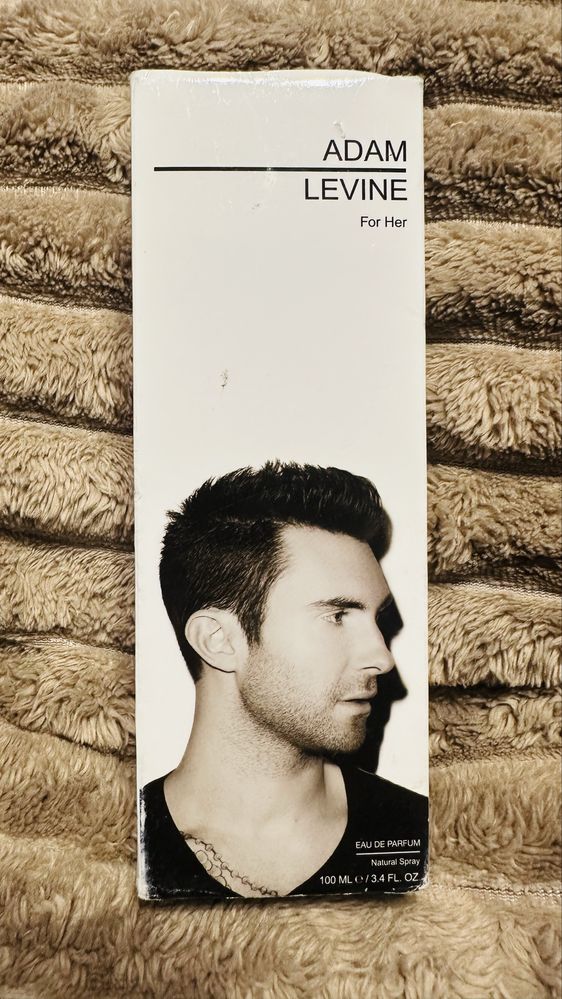 ADAM
LEVINE
For Her
EAU DE PARFUM
Natural Spray
100 ML ℮ / 3.4 FL. OZ